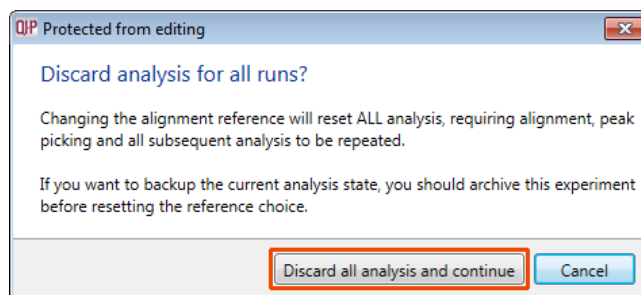 QIP Protected from editing
Discard analysis for all runs?
Changing the alignment reference will reset ALL analysis, requiring alignment, peak
picking and all subsequent analysis to be repeated.
If you want to backup the current analysis state, you should archive this experiment
before resetting the reference choice.
Discard all analysis and continue Cancel